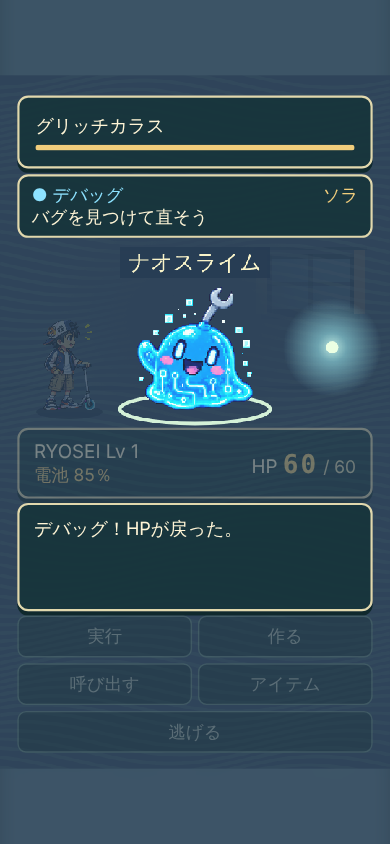 グリッチカラス
デバッグ ソラ
バグを見つけて直そう
ナオスライム
RYOSEI Lv 1
電池 85%
HP 60 / 60
デバッグ！HPが戻った。
実行
作る
呼び出す
アイテム
逃げる